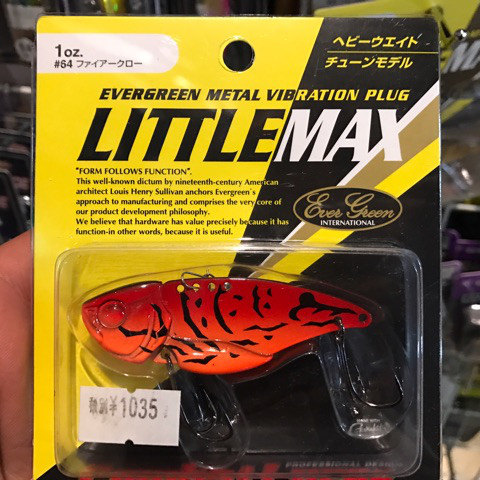 1oz.
#64 ファイアークロー
ヘビーウエイト
チューンモデル
EVERGREEN METAL VIBRATION PLUG
LITTLEMAX
"FORM FOLLOWS FUNCTION".
This well-known dictum by nineteenth-century American
architect Louis Henry Sullivan anchors Evergreen's
approach to manufacturing and comprises the very core of
our product development philosophy.
We believe that hardware has value precisely because it has
function-in other words, because it is useful.
Ever Green
INTERNATIONAL
税別¥1035
PROFESSIONAL DESIGN